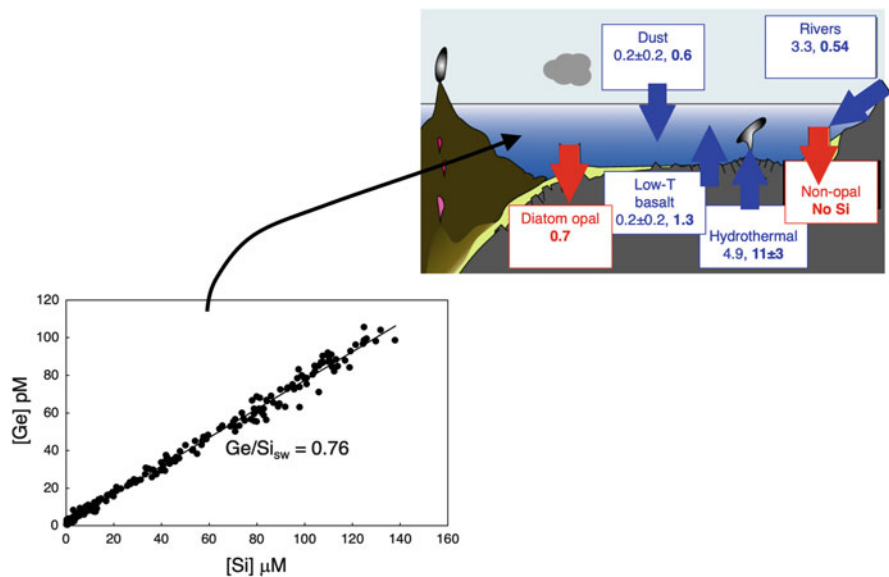 Dust
0.2±0.2, 0.6
Rivers
3.3, 0.54
Diatom opal
0.7
Low-T
basalt
0.2±0.2, 1.3
Hydrothermal
4.9, 11±3
Non-opal
No Si
120
100
80
60
40
20
0
[Ge] pM
Ge/Si_sw = 0.76
0 20 40 60 80 100 120 140 160
[Si] μM